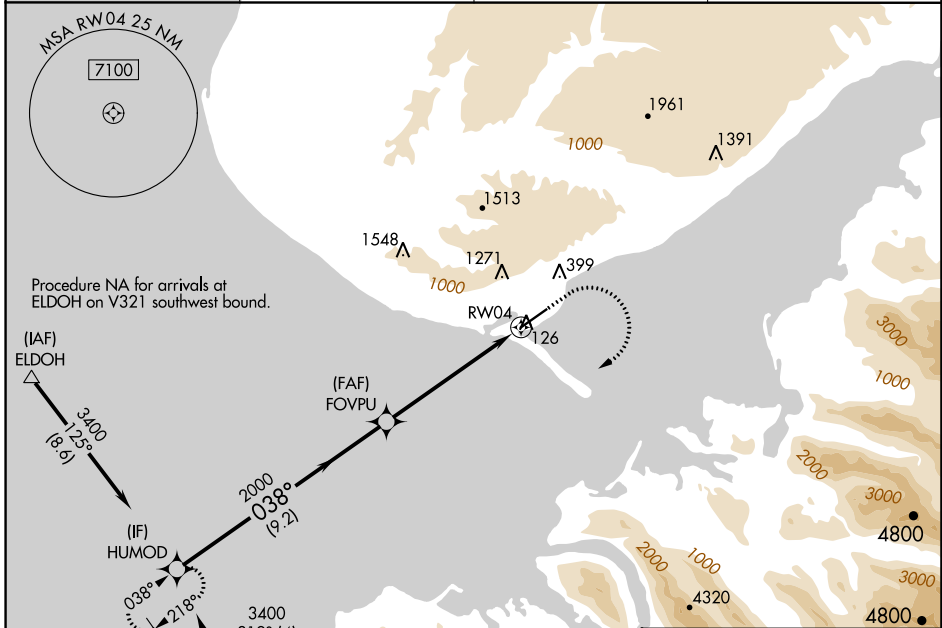 MSA RW04 25 NM
7100
1961
1391
1000
1513
1548
1271
399
1000
Procedure NA for arrivals at
ELDOH on V321 southwest bound.
RW04
126
(IAF)
ELDOH
3000
1000
(FAF)
FOVPU
3400
125°
(8.6)
2000
038°
(9.2)
2000
3000
4800
(IF)
HUMOD
2000
1000
3000
038°
218°
3400
4320
4800